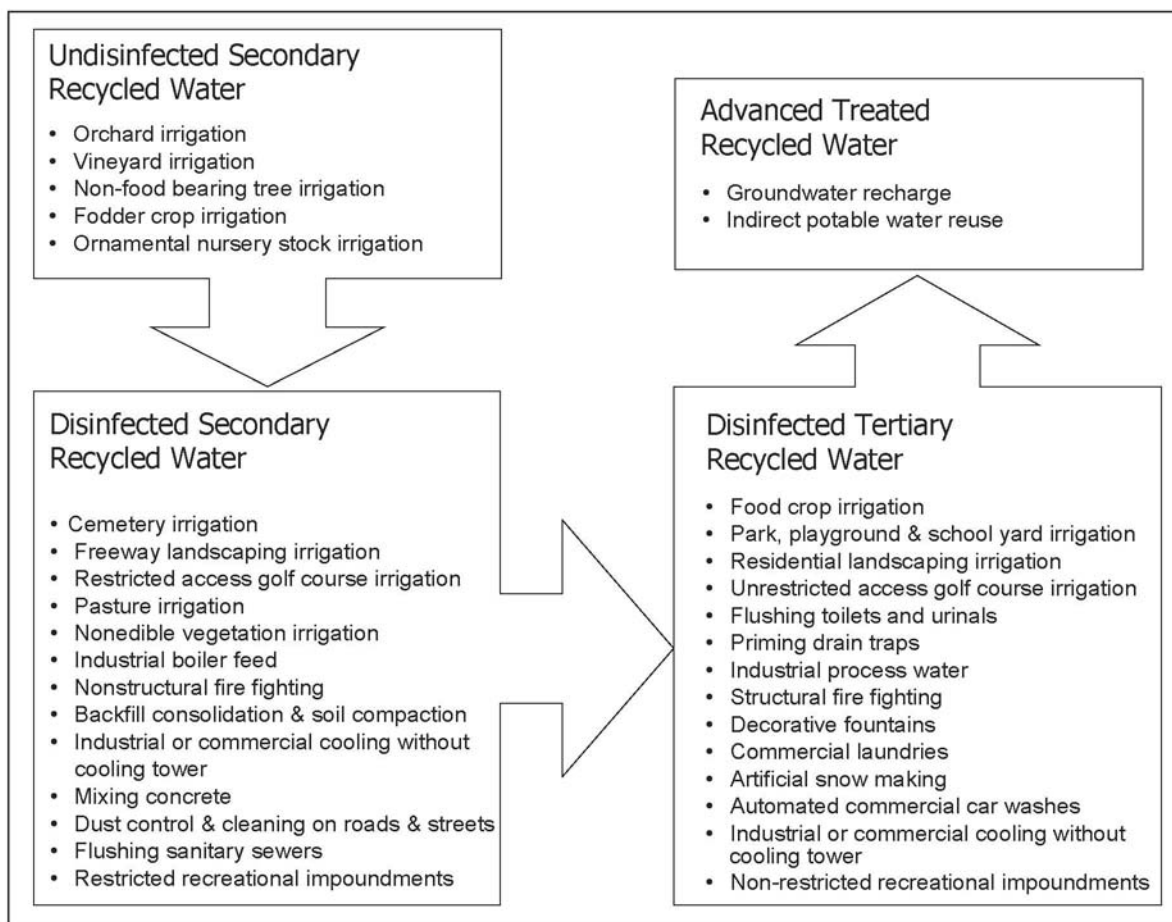 Undisinfected Secondary
Recycled Water
• Orchard irrigation
• Vineyard irrigation
• Non-food bearing tree irrigation
• Fodder crop irrigation
• Ornamental nursery stock irrigation
Disinfected Secondary
Recycled Water
• Cemetery irrigation
• Freeway landscaping irrigation
• Restricted access golf course irrigation
• Pasture irrigation
• Nonedible vegetation irrigation
• Industrial boiler feed
• Nonstructural fire fighting
• Backfill consolidation & soil compaction
• Industrial or commercial cooling without
cooling tower
• Mixing concrete
• Dust control & cleaning on roads & streets
• Flushing sanitary sewers
• Restricted recreational impoundments
Disinfected Tertiary
Recycled Water
• Food crop irrigation
• Park, playground & school yard irrigation
• Residential landscaping irrigation
• Unrestricted access golf course irrigation
• Flushing toilets and urinals
• Priming drain traps
• Industrial process water
• Structural fire fighting
• Decorative fountains
• Commercial laundries
• Artificial snow making
• Automated commercial car washes
• Industrial or commercial cooling without
cooling tower
• Non-restricted recreational impoundments
Advanced Treated
Recycled Water
• Groundwater recharge
• Indirect potable water reuse